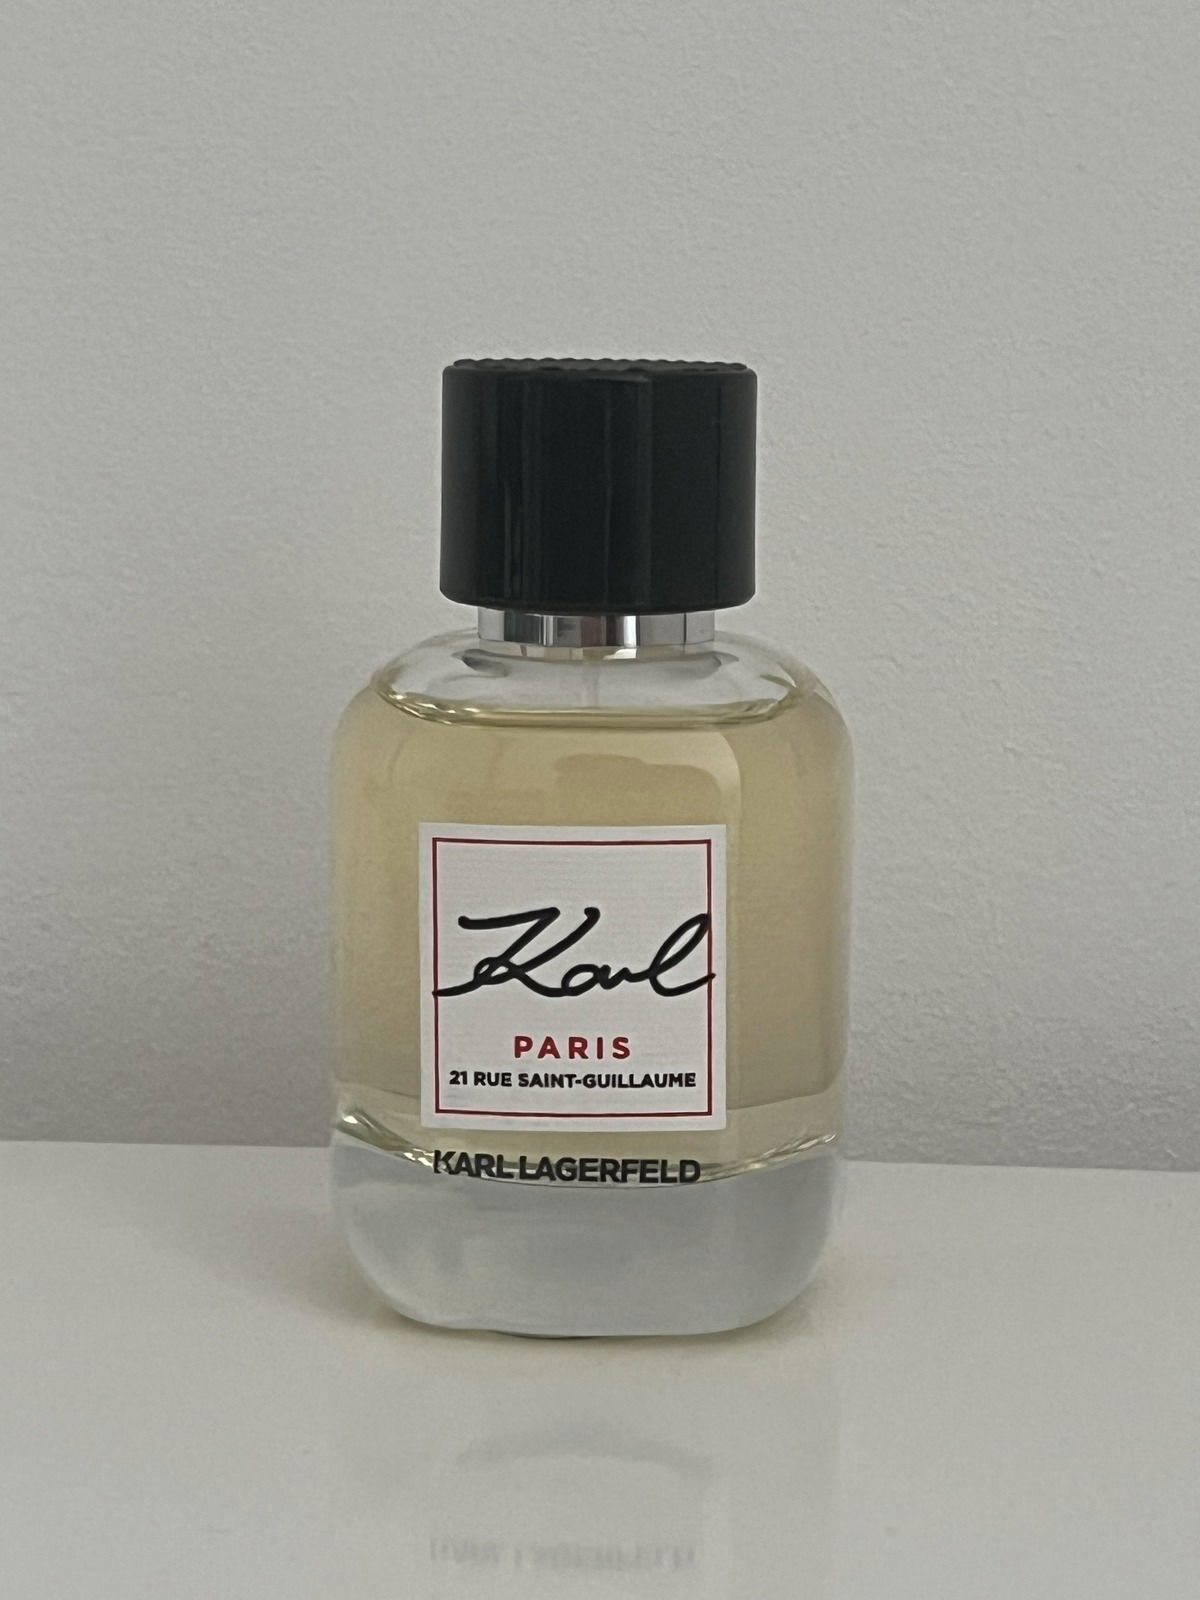 Karl
PARIS
21 RUE SAINT-GUILLAUME
KARL LAGERFELD